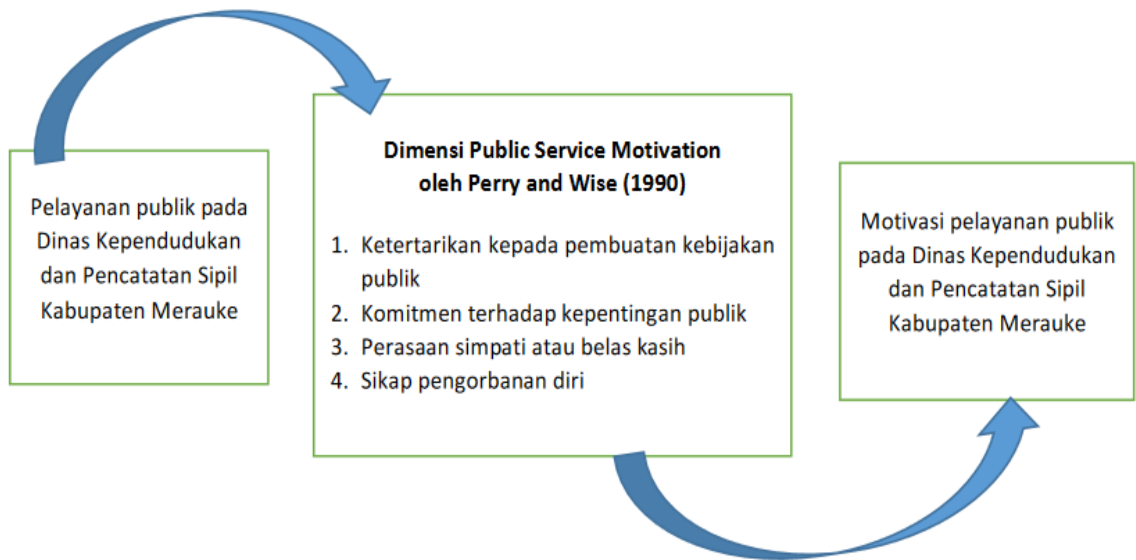 Pelayanan publik pada
Dinas Kependudukan
dan Pencatatan Sipil
Kabupaten Merauke
Dimensi Public Service Motivation
oleh Perry and Wise (1990)
1. Ketertarikan kepada pembuatan kebijakan
publik
2. Komitmen terhadap kepentingan publik
3. Perasaan simpati atau belas kasih
4. Sikap pengorbanan diri
Motivasi pelayanan publik
pada Dinas Kependudukan
dan Pencatatan Sipil
Kabupaten Merauke